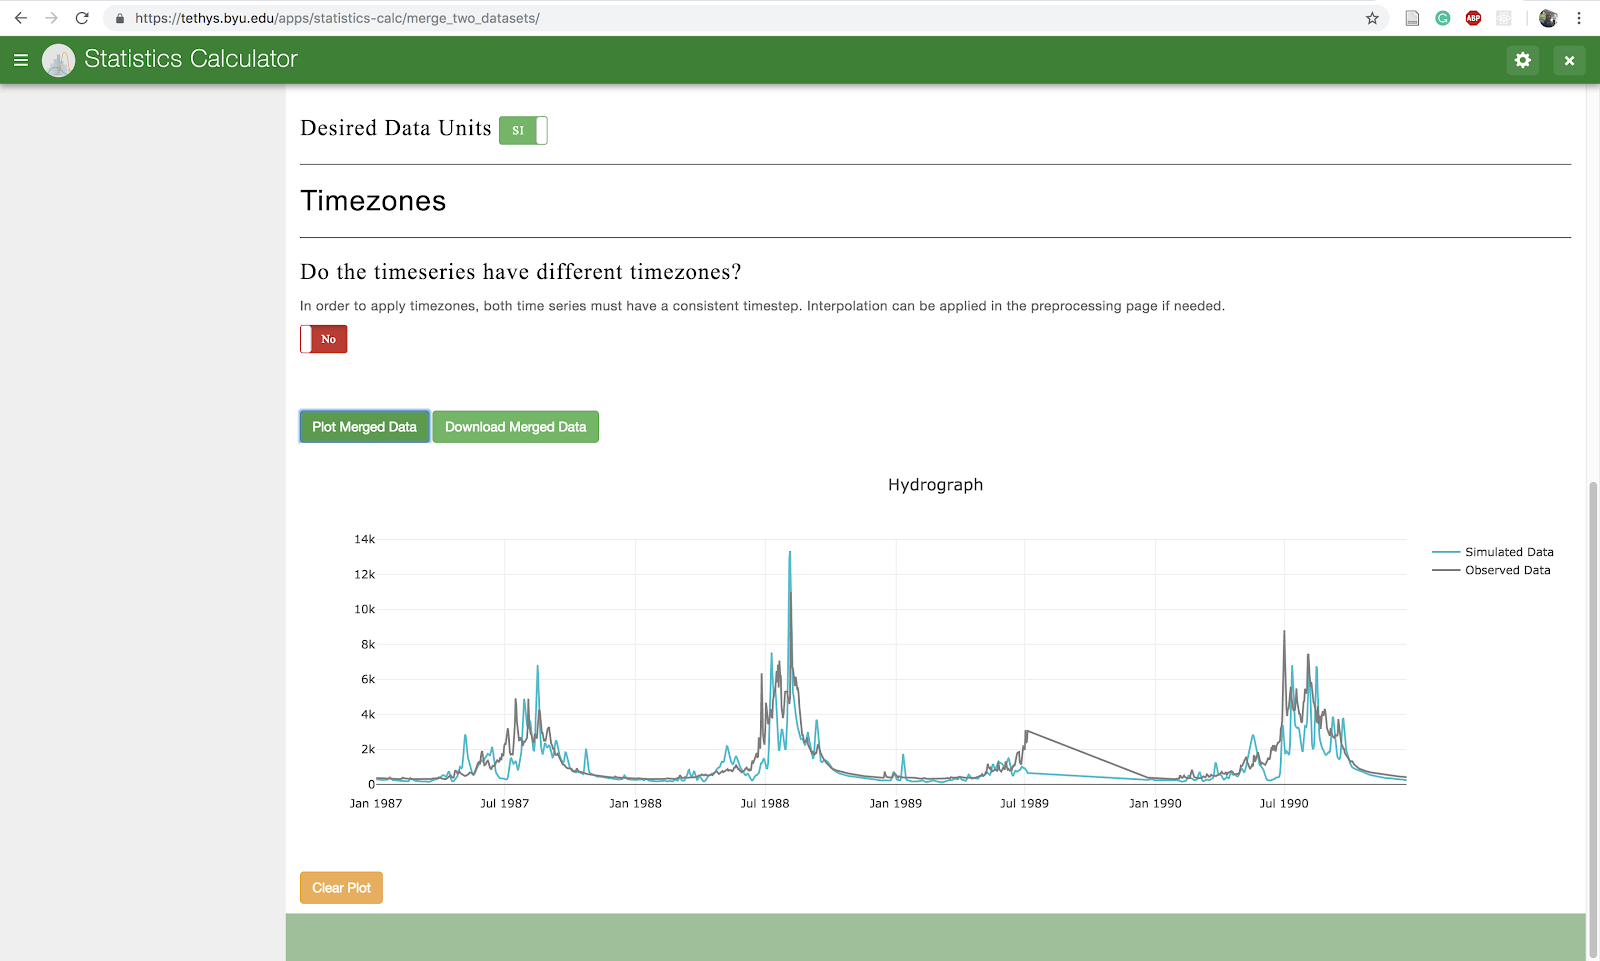 https://tethys.byu.edu/apps/statistics-calc/merge_two_datasets/
ABP
Statistics Calculator
Desired Data Units SI
Timezones
Do the timeseries have different timezones?
In order to apply timezones, both time series must have a consistent timestep. Interpolation can be applied in the preprocessing page if needed.
No
Plot Merged Data Download Merged Data
Hydrograph
14k
12k
10k
8k
6k
4k
2k
0
Jan 1987 Jul 1987 Jan 1988 Jul 1988 Jan 1989 Jul 1989 Jan 1990 Jul 1990
Simulated Data
Observed Data
Clear Plot